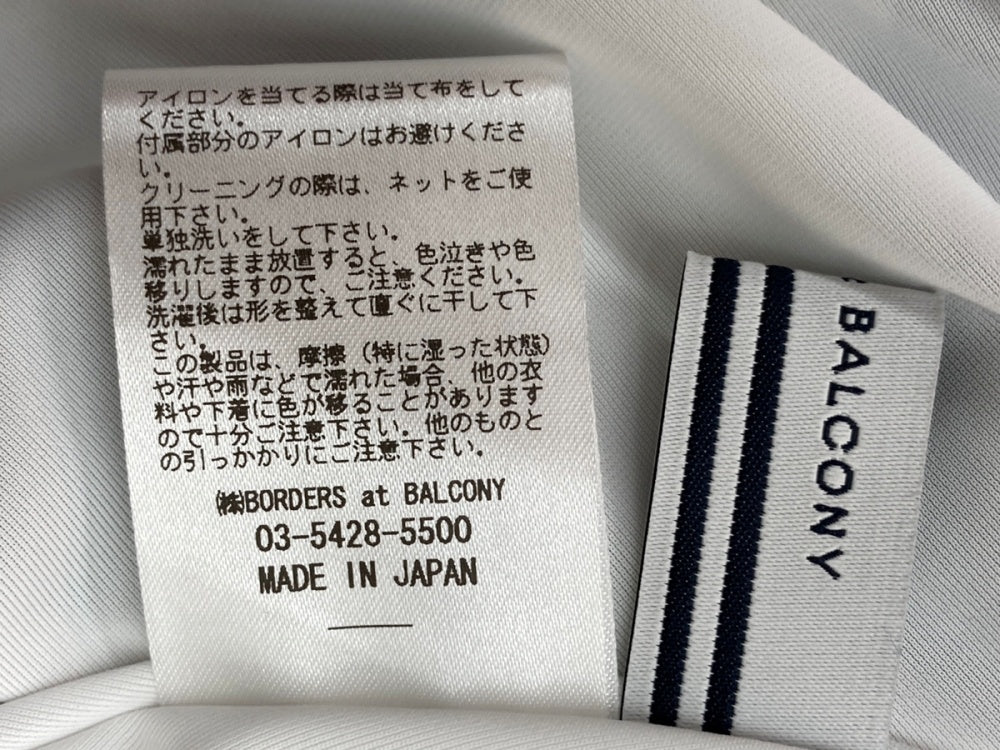 アイロンを当てる際は当て布をして
ください。
付属部分のアイロンはお避けくださ
い。
クリーニングの際は、ネットをご使
用下さい。
単独洗いをして下さい。
濡れたまま放置すると、色泣きや色
移りしますので、ご注意ください。
洗濯後は形を整えて直ぐに干して下
さい。
この製品は、摩擦（特に湿った状態）
や汗や雨などで濡れた場合、他の衣
料や下着に色が移ることがあります
ので十分ご注意下さい。他のものと
の引っかかりにご注意下さい。
㈱BORDERS at BALCONY
03-5428-5500
MADE IN JAPAN
BALCONY